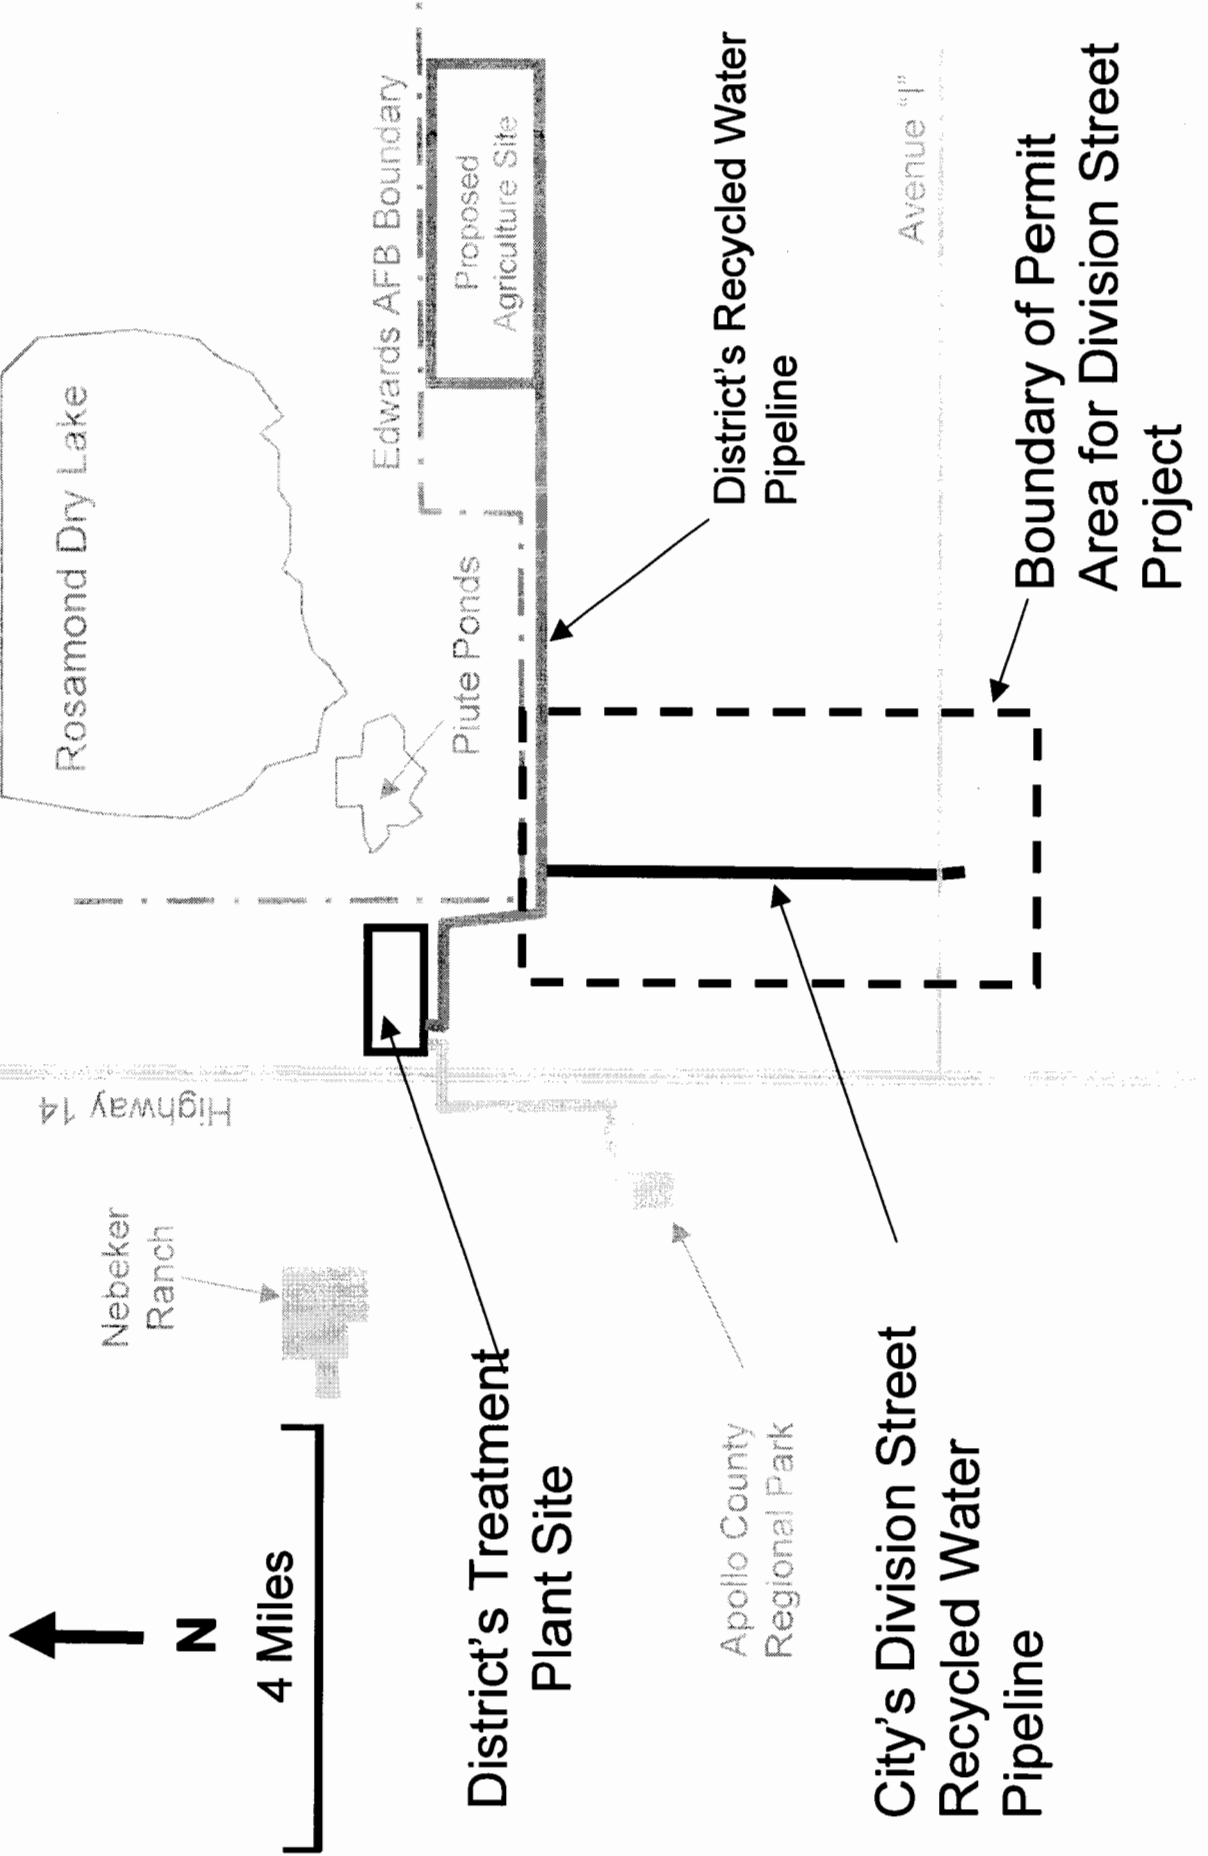 N
4 Miles
Nebeker
Ranch
Highway 14
Rosamond Dry Lake
District's Treatment
Plant Site
Piute Ponds
Edwards AFB Boundary
Proposed
Agriculture Site
Apollo County
Regional Park
District's Recycled Water
Pipeline
City's Division Street
Recycled Water
Pipeline
Avenue "I"
Boundary of Permit
Area for Division Street
Project